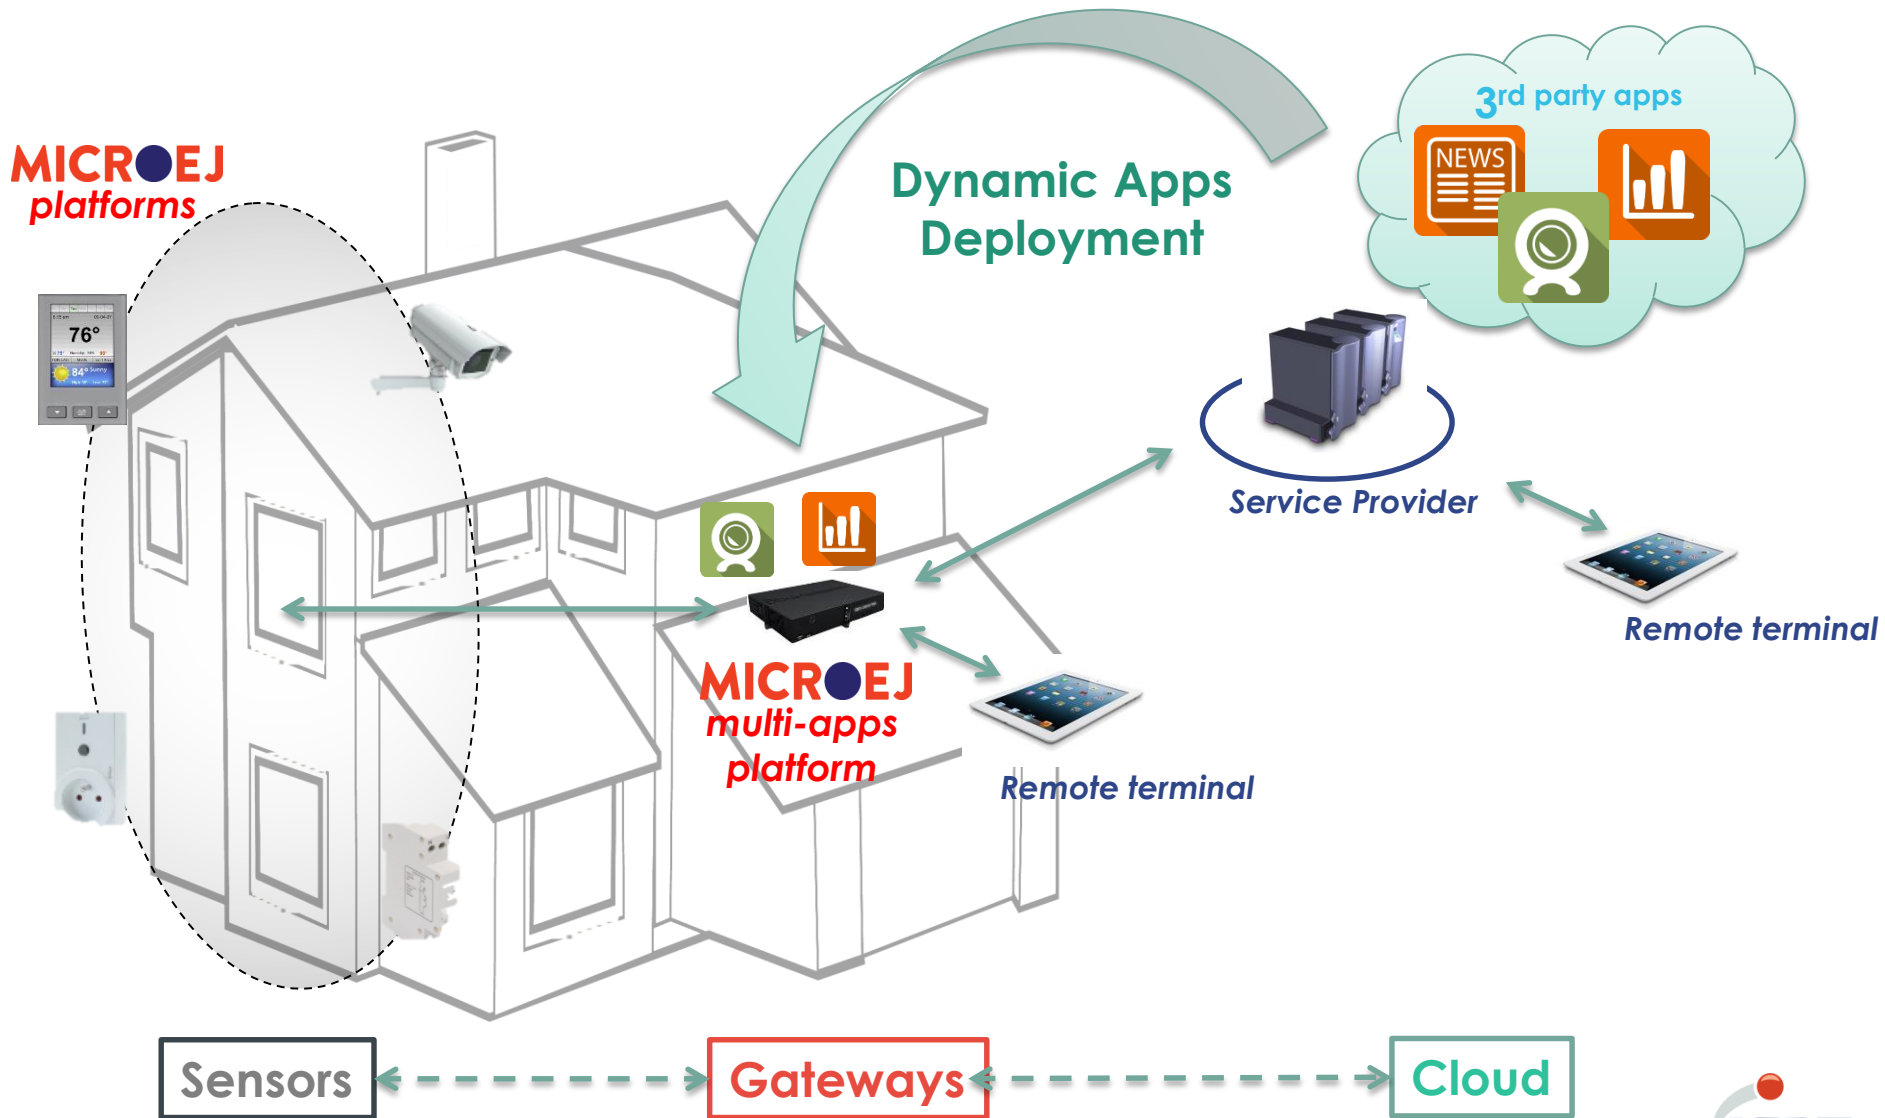 3rd party apps
NEWS
MICROEJ
platforms
Dynamic Apps
Deployment
76°
84° Sunny
Service Provider
Remote terminal
MICROEJ
multi-apps
platform
Remote terminal
Sensors
Gateways
Cloud